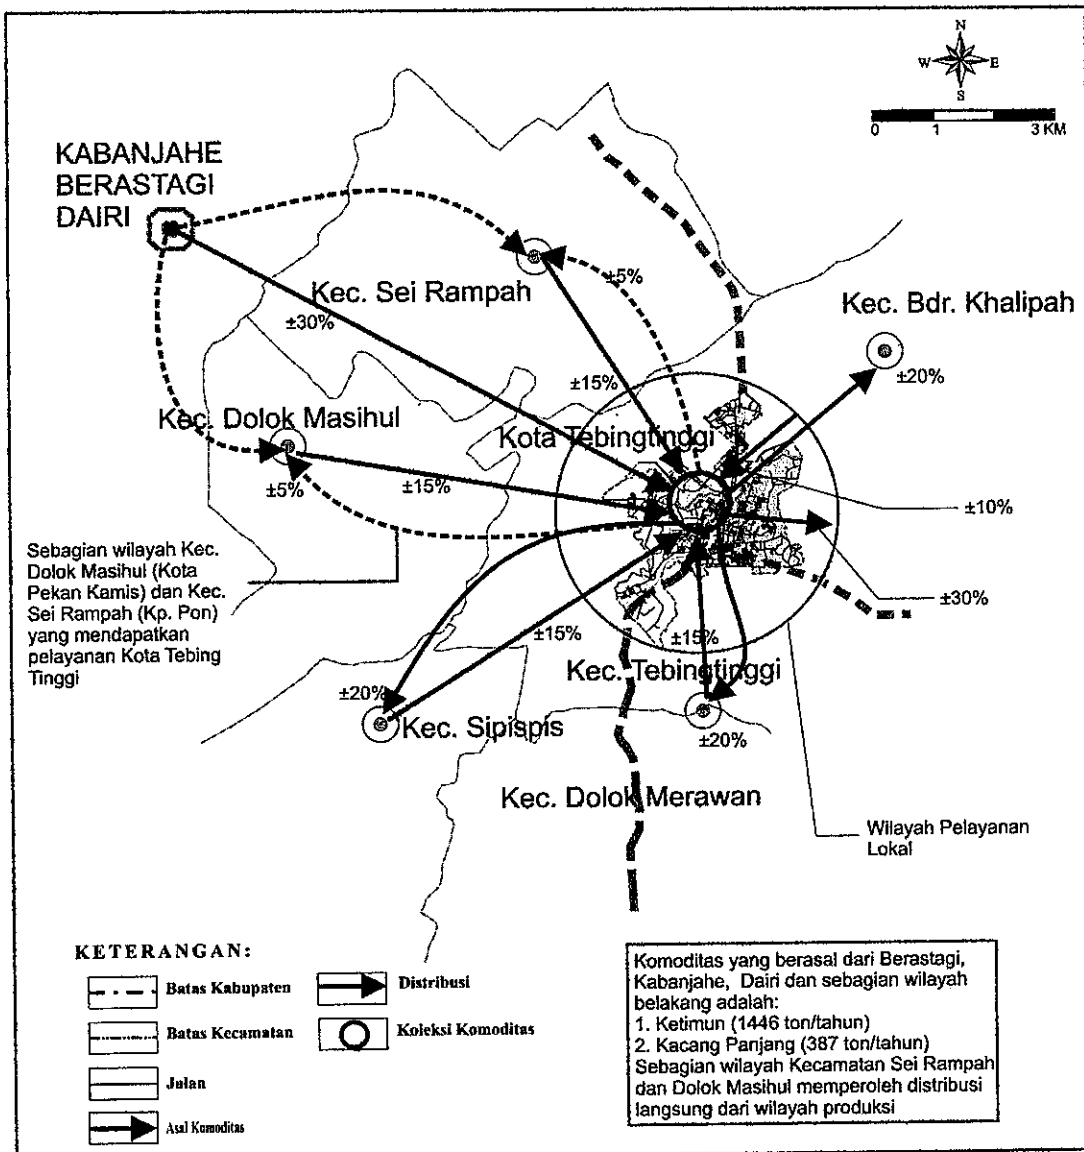 N
W E
S
0 1 3 KM
KABANJAHE
BERASTAGI
DAIRI
Kec. Sei Rampah
±5%
Kec. Bdr. Khalipah
±30%
±20%
±15%
Kec. Dolok Masihul
Kota Tebingtinggi
±5%
±15%
±10%
Sebagian wilayah Kec.
Dolok Masihul (Kota
Pekan Kamis) dan Kec.
Sei Rampah (Kp. Pon)
yang mendapatkan
pelayanan Kota Tebing
Tinggi
±30%
±15%
±15%
Kec. Tebingtinggi
±20%
Kec. Sipispis
±20%
Kec. Dolok Merawan
Wilayah Pelayanan
Lokal
KETERANGAN:
Batas Kabupaten
Distribusi
Batas Kecamatan
Koleksi Komoditas
Jalan
Asal Komoditas
Komoditas yang berasal dari Berastagi,
Kabanjahe, Dairi dan sebagian wilayah
belakang adalah:
1. Ketimun (1446 ton/tahun)
2. Kacang Panjang (387 ton/tahun)
Sebagian wilayah Kecamatan Sei Rampah
dan Dolok Masihul memperoleh distribusi
langsung dari wilayah produksi